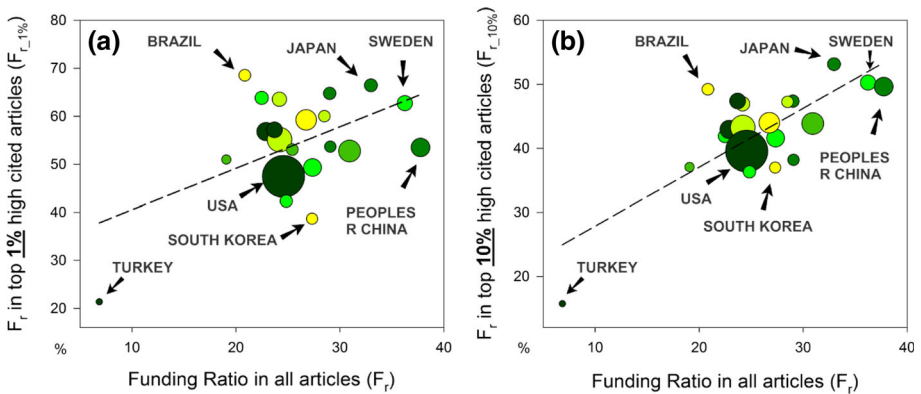 (a)
BRAZIL
JAPAN
SWEDEN
USA
PEOPLES
R CHINA
SOUTH KOREA
TURKEY
80
70
60
50
40
30
20
%
10
20
30
40
F_r in top 1% high cited articles (F_r_1%)
Funding Ratio in all articles (F_r)
(b)
BRAZIL
JAPAN
SWEDEN
PEOPLES
R CHINA
USA
SOUTH KOREA
TURKEY
60
50
40
30
20
%
10
20
30
40
F_r in top 10% high cited articles (F_r_10%)
Funding Ratio in all articles (F_r)